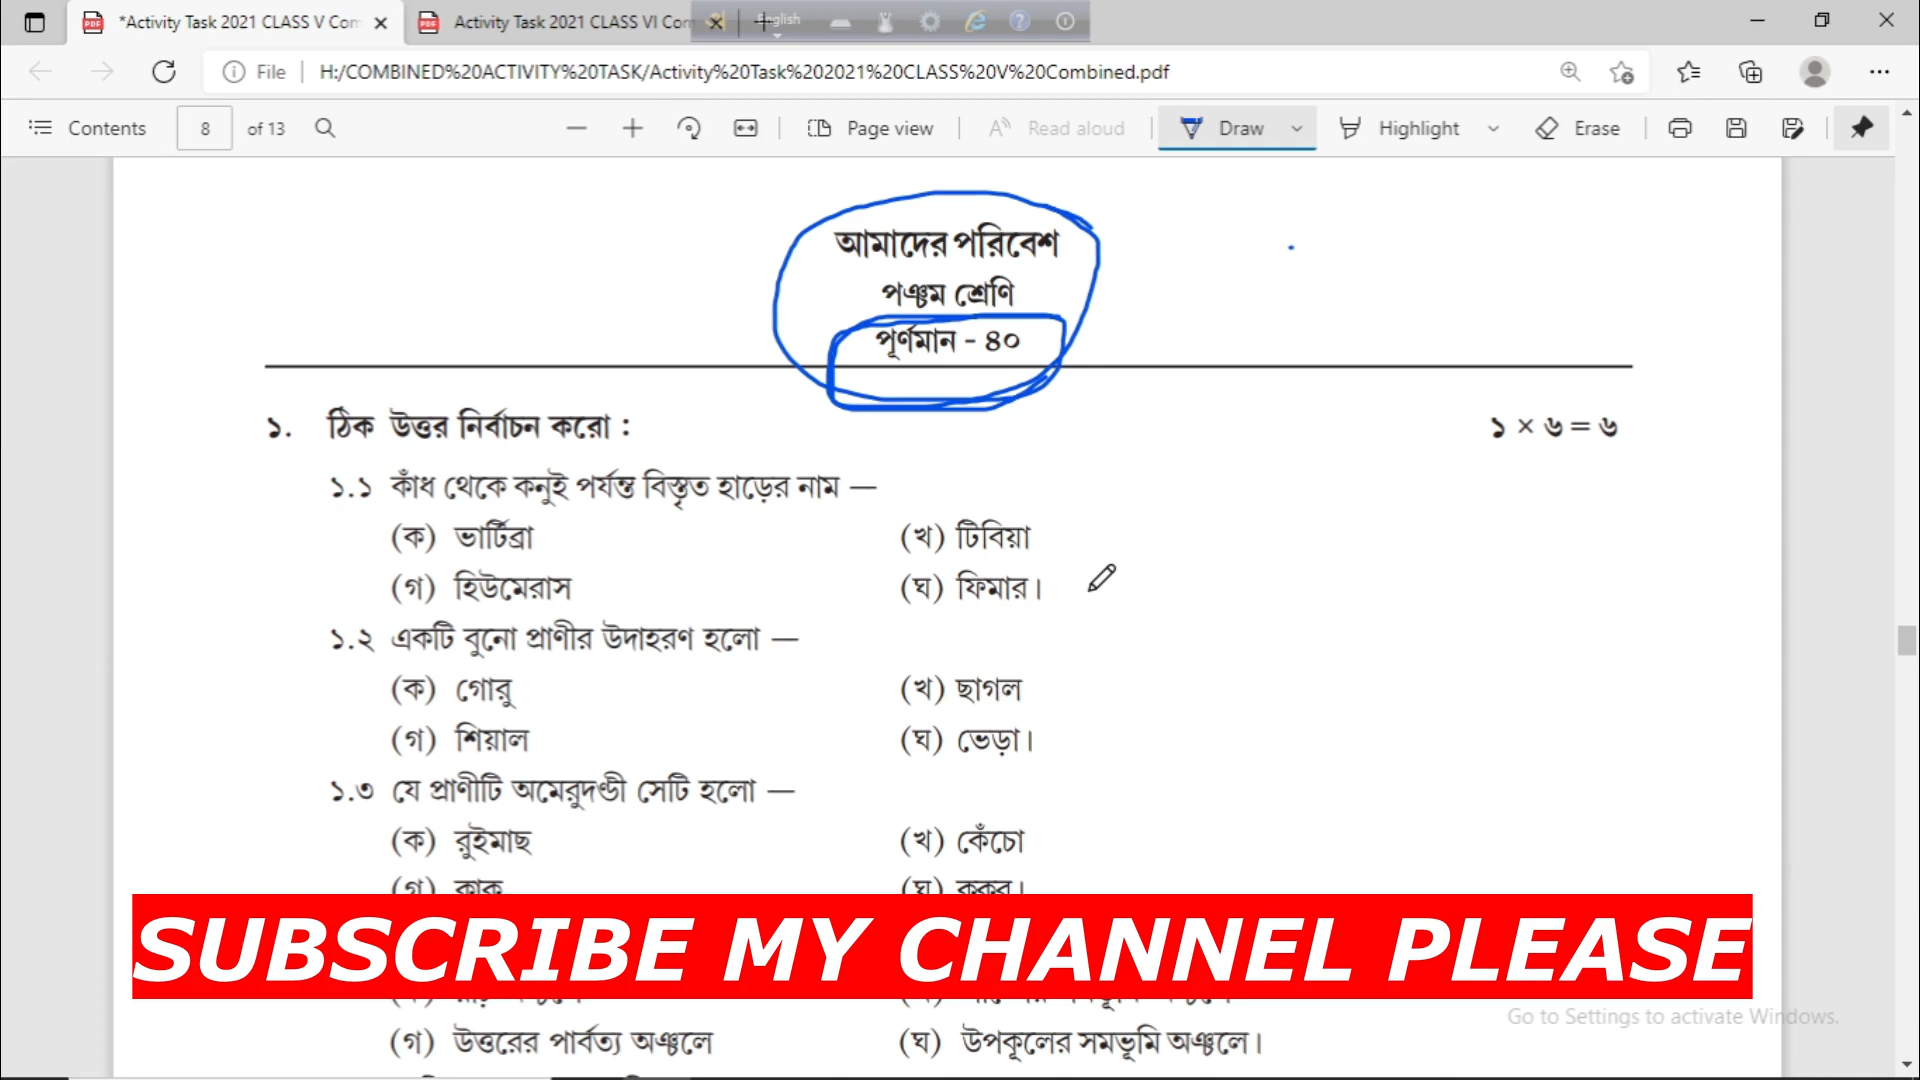 *Activity Task 2021 CLASS V Com
Activity Task 2021 CLASS VI Con
English
File
H:/COMBINED%20ACTIVITY%20TASK/Activity%20Task%202021%20CLASS%20V%20Combined.pdf
Contents
8
of 13
Page view
Read aloud
Draw
Highlight
Erase
আমাদের পরিবেশ
পঞ্চম শ্রেণি
পূর্ণমান - ৪০
১. ঠিক উত্তর নির্বাচন করো : ১ × ৬ = ৬
১.১ কাঁধ থেকে কনুই পর্যন্ত বিস্তৃত হাড়ের নাম —
(ক) ভার্টিব্রা (খ) টিবিয়া
(গ) হিউমেরাস (ঘ) ফিমার।
১.২ একটি বুনো প্রাণীর উদাহরণ হলো —
(ক) গোরু (খ) ছাগল
(গ) শিয়াল (ঘ) ভেড়া।
১.৩ যে প্রাণীটি অমেরুদণ্ডী সেটি হলো —
(ক) রুইমাছ (খ) কেঁচো
(গ) কাক (ঘ) কুকুর।
SUBSCRIBE MY CHANNEL PLEASE
Go to Settings to activate Windows.
(গ) উত্তরের পার্বত্য অঞ্চলে (ঘ) উপকূলের সমভূমি অঞ্চলে।